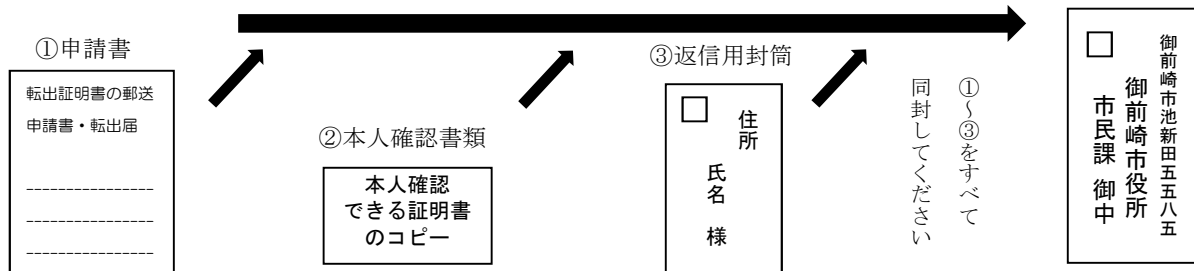 ①申請書
転出証明書の郵送
申請書・転出届
②本人確認書類
本人確認
できる証明書
のコピー
③返信用封筒
住所
氏名 様
①～③をすべて
同封してください
御前崎市池新田五五八五
御前崎市役所
市民課 御中